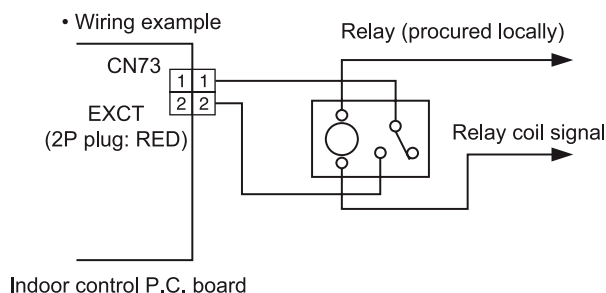 • Wiring example
Relay (procured locally)
CN73
1 1
2 2
EXCT
(2P plug: RED)
Relay coil signal
Indoor control P.C. board